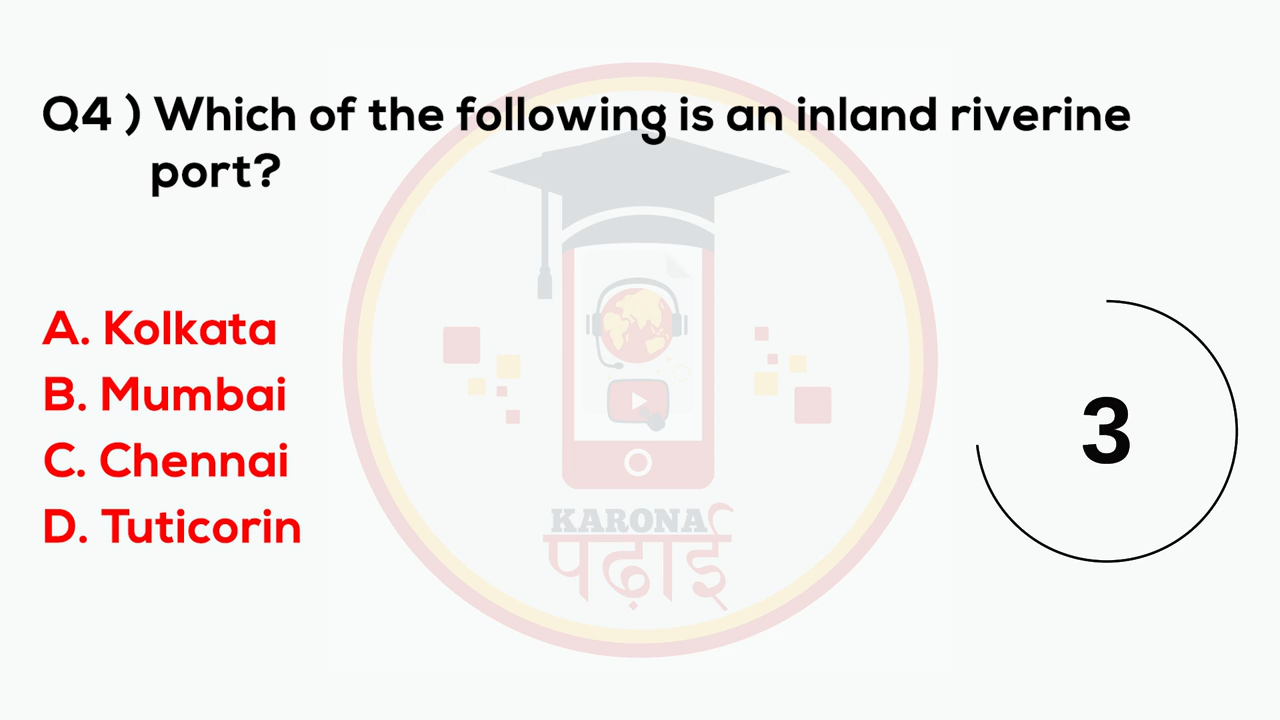 Q4 ) Which of the following is an inland riverine
port?
A. Kolkata
B. Mumbai
C. Chennai
D. Tuticorin
3
KARONA
पढ़ाई